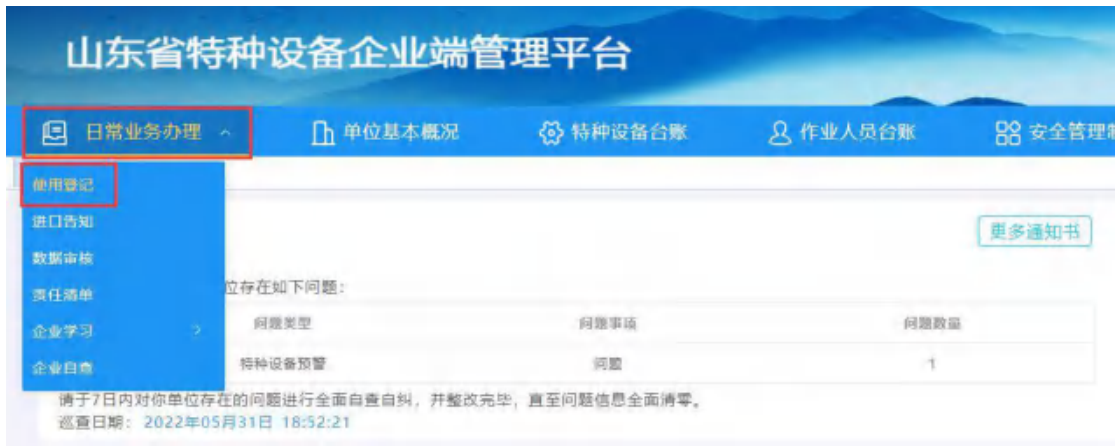 山东省特种设备企业端管理平台
日常业务办理 单位基本概况 特种设备台账 作业人员台账 安全管理制
使用登记
进口告知
更多通知书
数据审核
责任清单
位存在如下问题：
企业学习
问题类型 问题事项 问题数量
企业自查
特种设备预警 问题 1
请于7日内对你单位存在的问题进行全面自查自纠，并整改完毕，直至问题信息全面清零。
巡查日期： 2022年05月31日 18:52:21